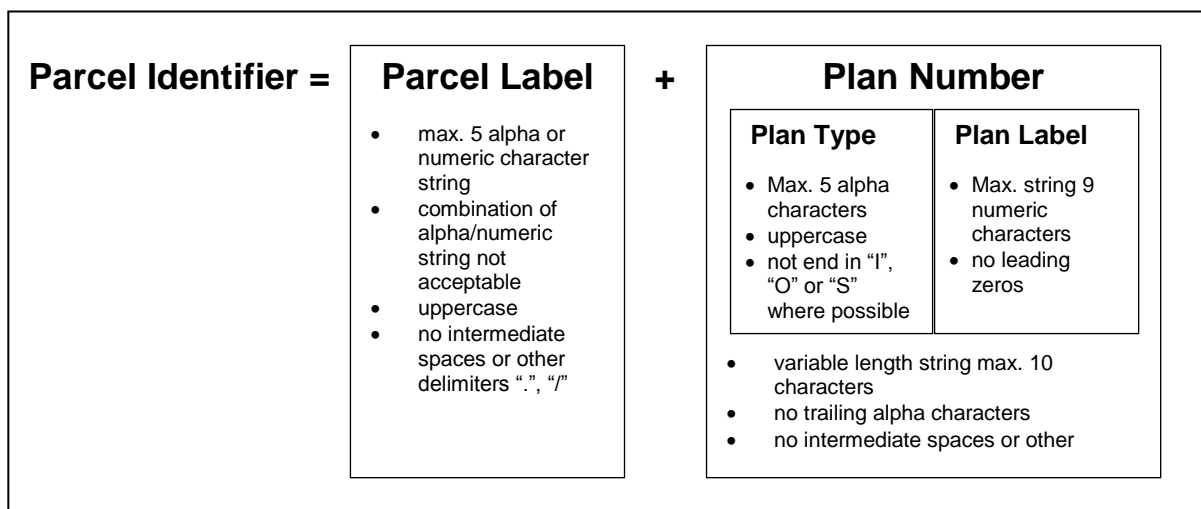 Parcel Identifier = Parcel Label + Plan Number
• max. 5 alpha or
numeric character
string
• combination of
alpha/numeric
string not
acceptable
• uppercase
• no intermediate
spaces or other
delimiters “.”, “/”
Plan Type
• Max. 5 alpha
characters
• uppercase
• not end in “I”,
“O” or “S”
where possible
Plan Label
• Max. string 9
numeric
characters
• no leading
zeros
• variable length string max. 10
characters
• no trailing alpha characters
• no intermediate spaces or other